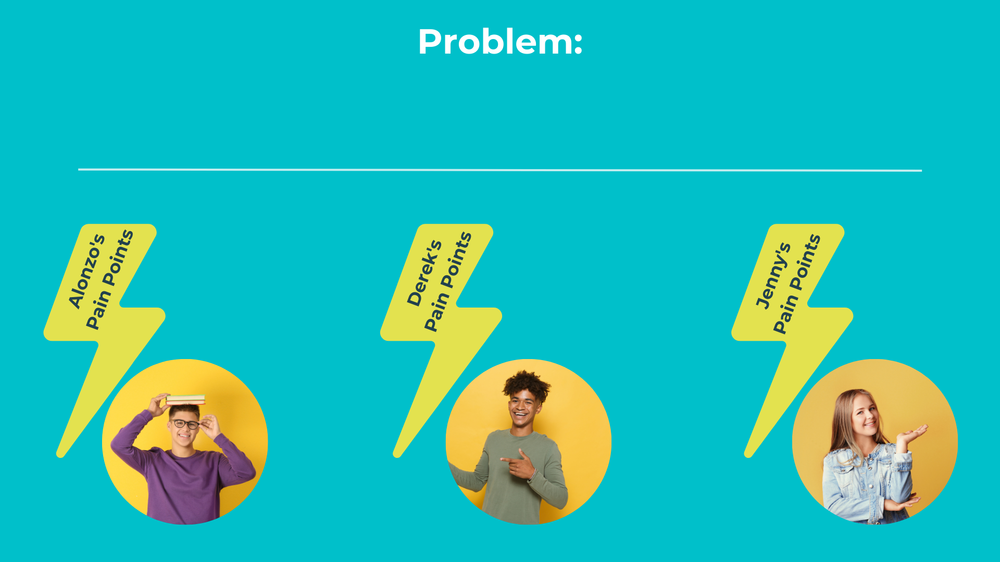 Problem:
Alonzo's
Pain Points
Derek's
Pain Points
Jenny's
Pain Points